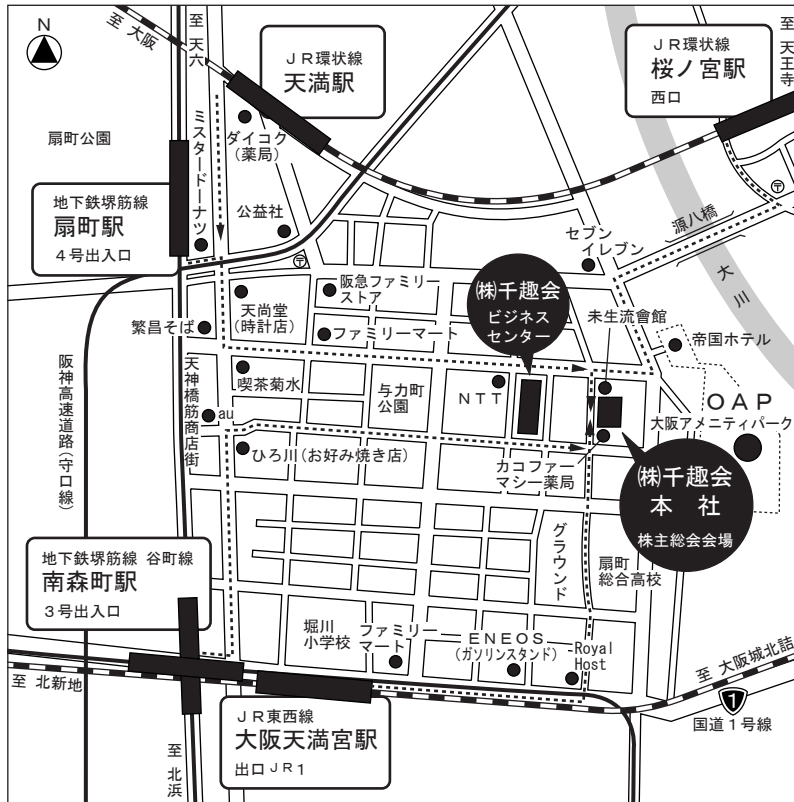 N
至 天六
至 大阪
JR環状線
天満駅
JR環状線
桜ノ宮駅
西口
至 天王寺
扇町公園
ミスタードーナツ
ダイコク
(薬局)
地下鉄堺筋線
扇町駅
4号出入口
公益社
〒
〒
源八橋
大川
セブン
イレブン
阪急ファミリー
ストア
天尚堂
(時計店)
繁昌そば
ファミリーマート
㈱千趣会
ビジネス
センター
未生流會館
帝国ホテル
阪神高速道路(守口線)
天神橋筋商店街
喫茶菊水
与力町
公園
NTT
OAP
大阪アメニティパーク
au
ひろ川(お好み焼き店)
カコファー
マシー薬局
㈱千趣会
本 社
株主総会会場
グラウンド
扇町
総合高校
地下鉄堺筋線 谷町線
南森町駅
3号出入口
堀川
小学校
ファミリー
マート
ENEOS
(ガソリンスタンド)
Royal
Host
至 大阪城北詰
1
国道1号線
至 北新地
JR東西線
大阪天満宮駅
出口JR1
至 北浜